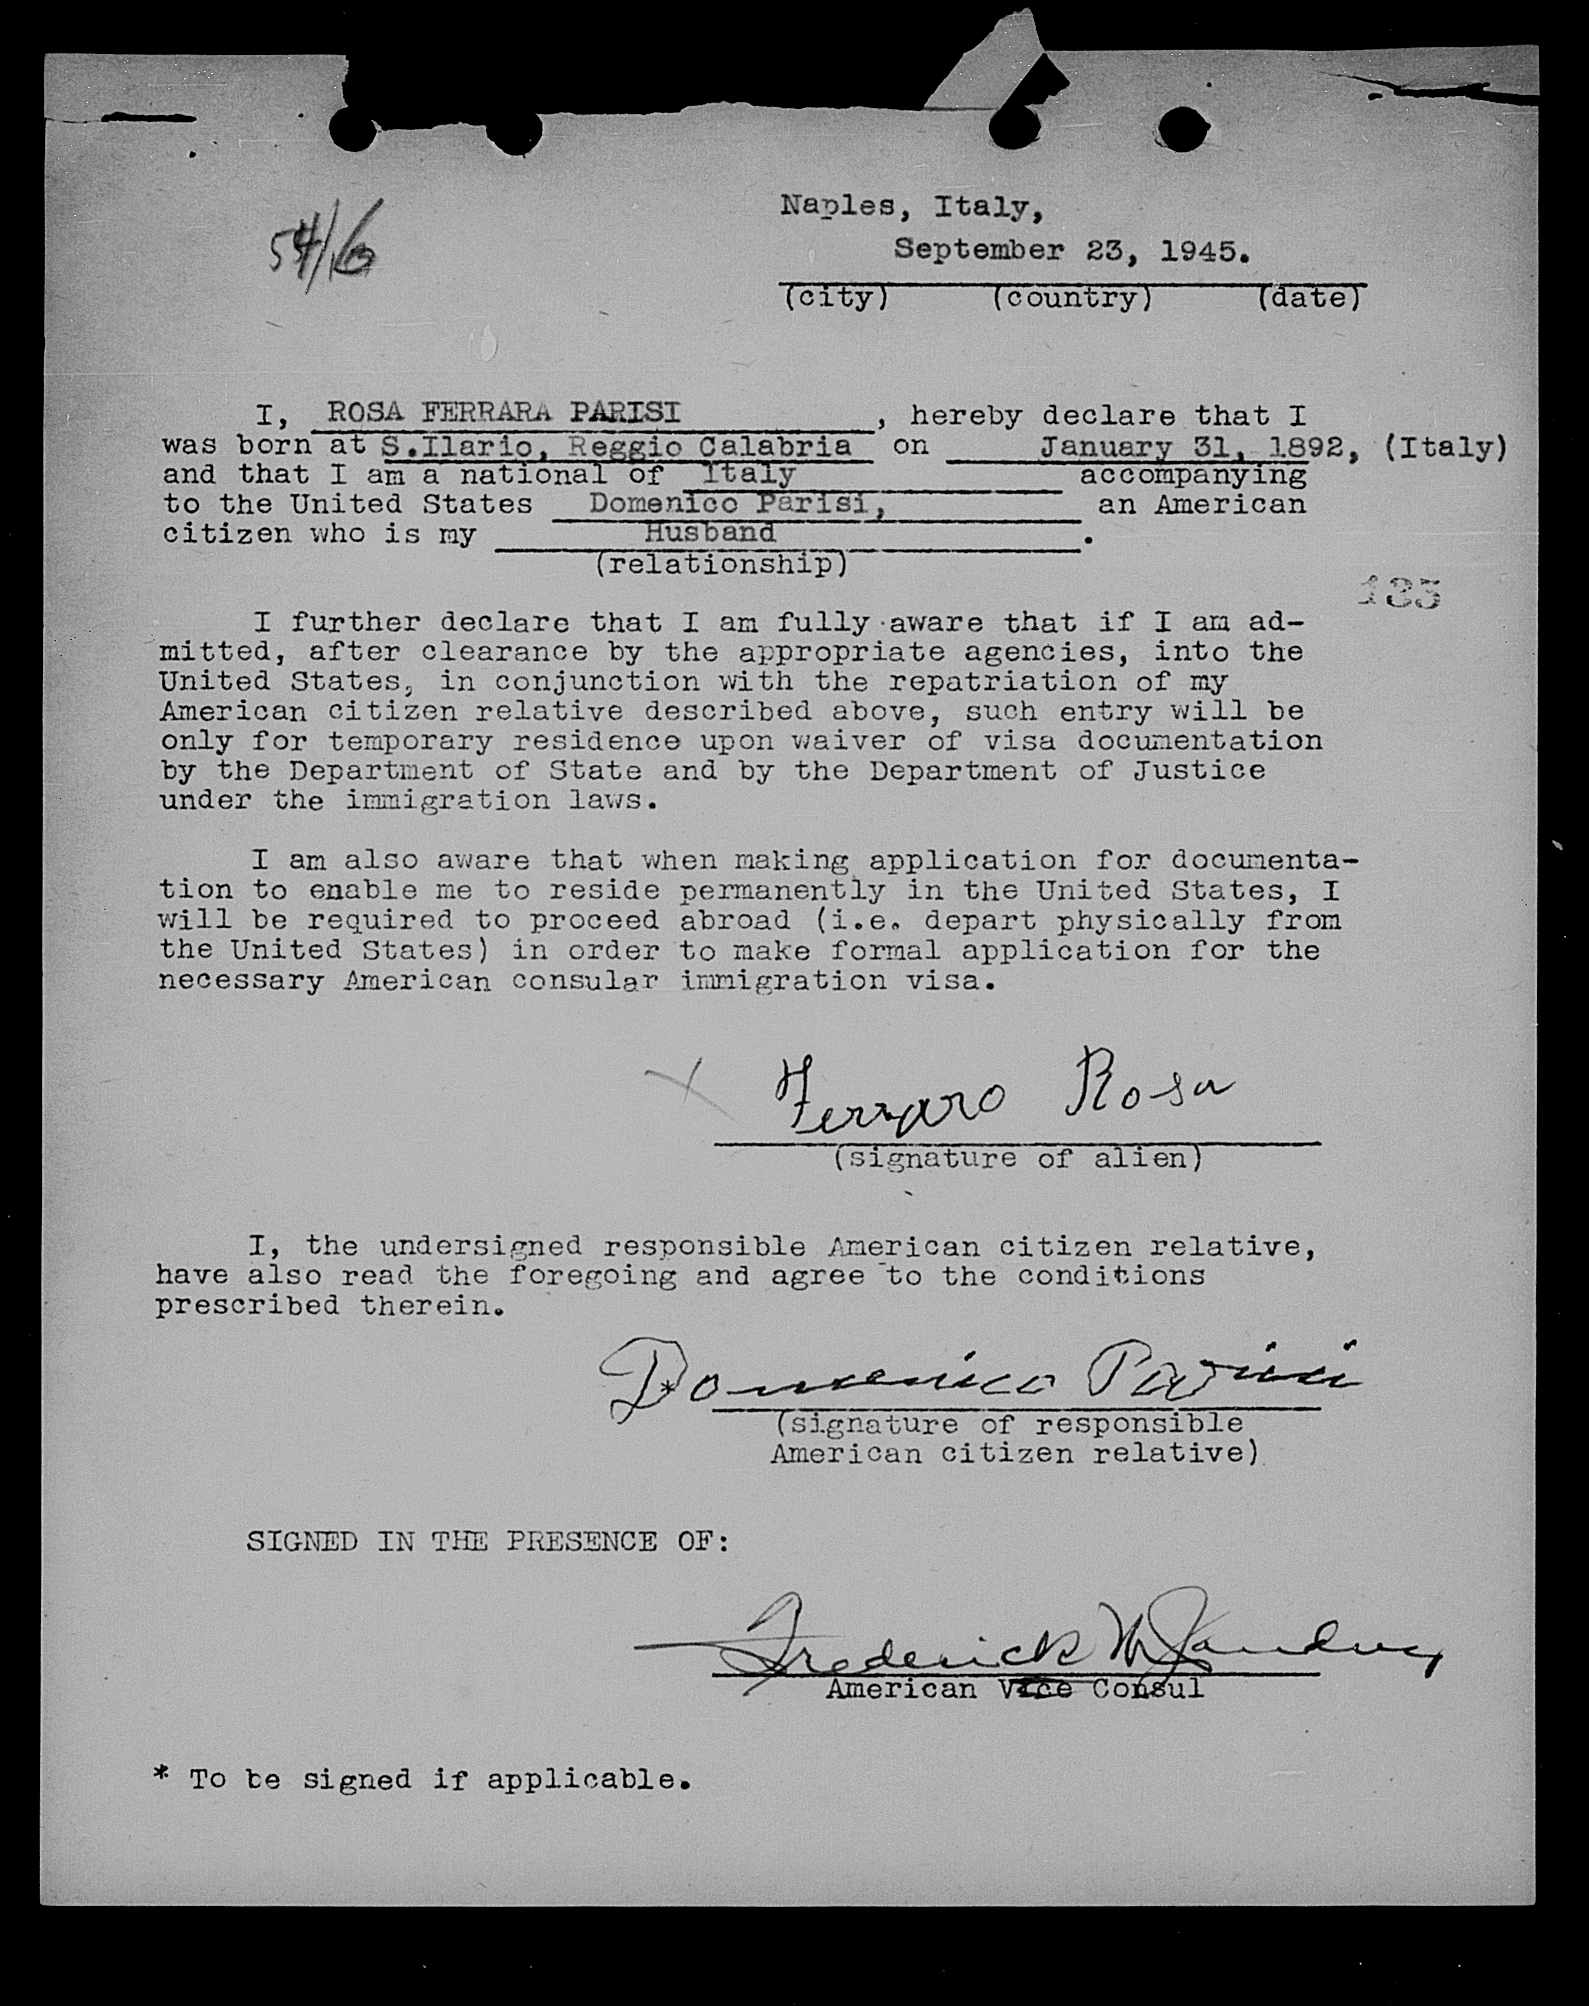 54/16
Naples, Italy,
September 23, 1945.
(city) (country) (date)
I, ROSA FERRARA PARISI , hereby declare that I
was born at S.Ilario, Reggio Calabria on January 31, 1892, (Italy)
and that I am a national of Italy accompanying
to the United States Domenico Parisi, an American
citizen who is my Husband .
(relationship)
135
I further declare that I am fully aware that if I am ad-
mitted, after clearance by the appropriate agencies, into the
United States, in conjunction with the repatriation of my
American citizen relative described above, such entry will be
only for temporary residence upon waiver of visa documentation
by the Department of State and by the Department of Justice
under the immigration laws.
I am also aware that when making application for documenta-
tion to enable me to reside permanently in the United States, I
will be required to proceed abroad (i.e. depart physically from
the United States) in order to make formal application for the
necessary American consular immigration visa.
X Ferraro Rosa
(signature of alien)
I, the undersigned responsible American citizen relative,
have also read the foregoing and agree to the conditions
prescribed therein.
* Domenico Parisi
(signature of responsible
American citizen relative)
SIGNED IN THE PRESENCE OF:
Frederick W
American Vice Consul
* To be signed if applicable.